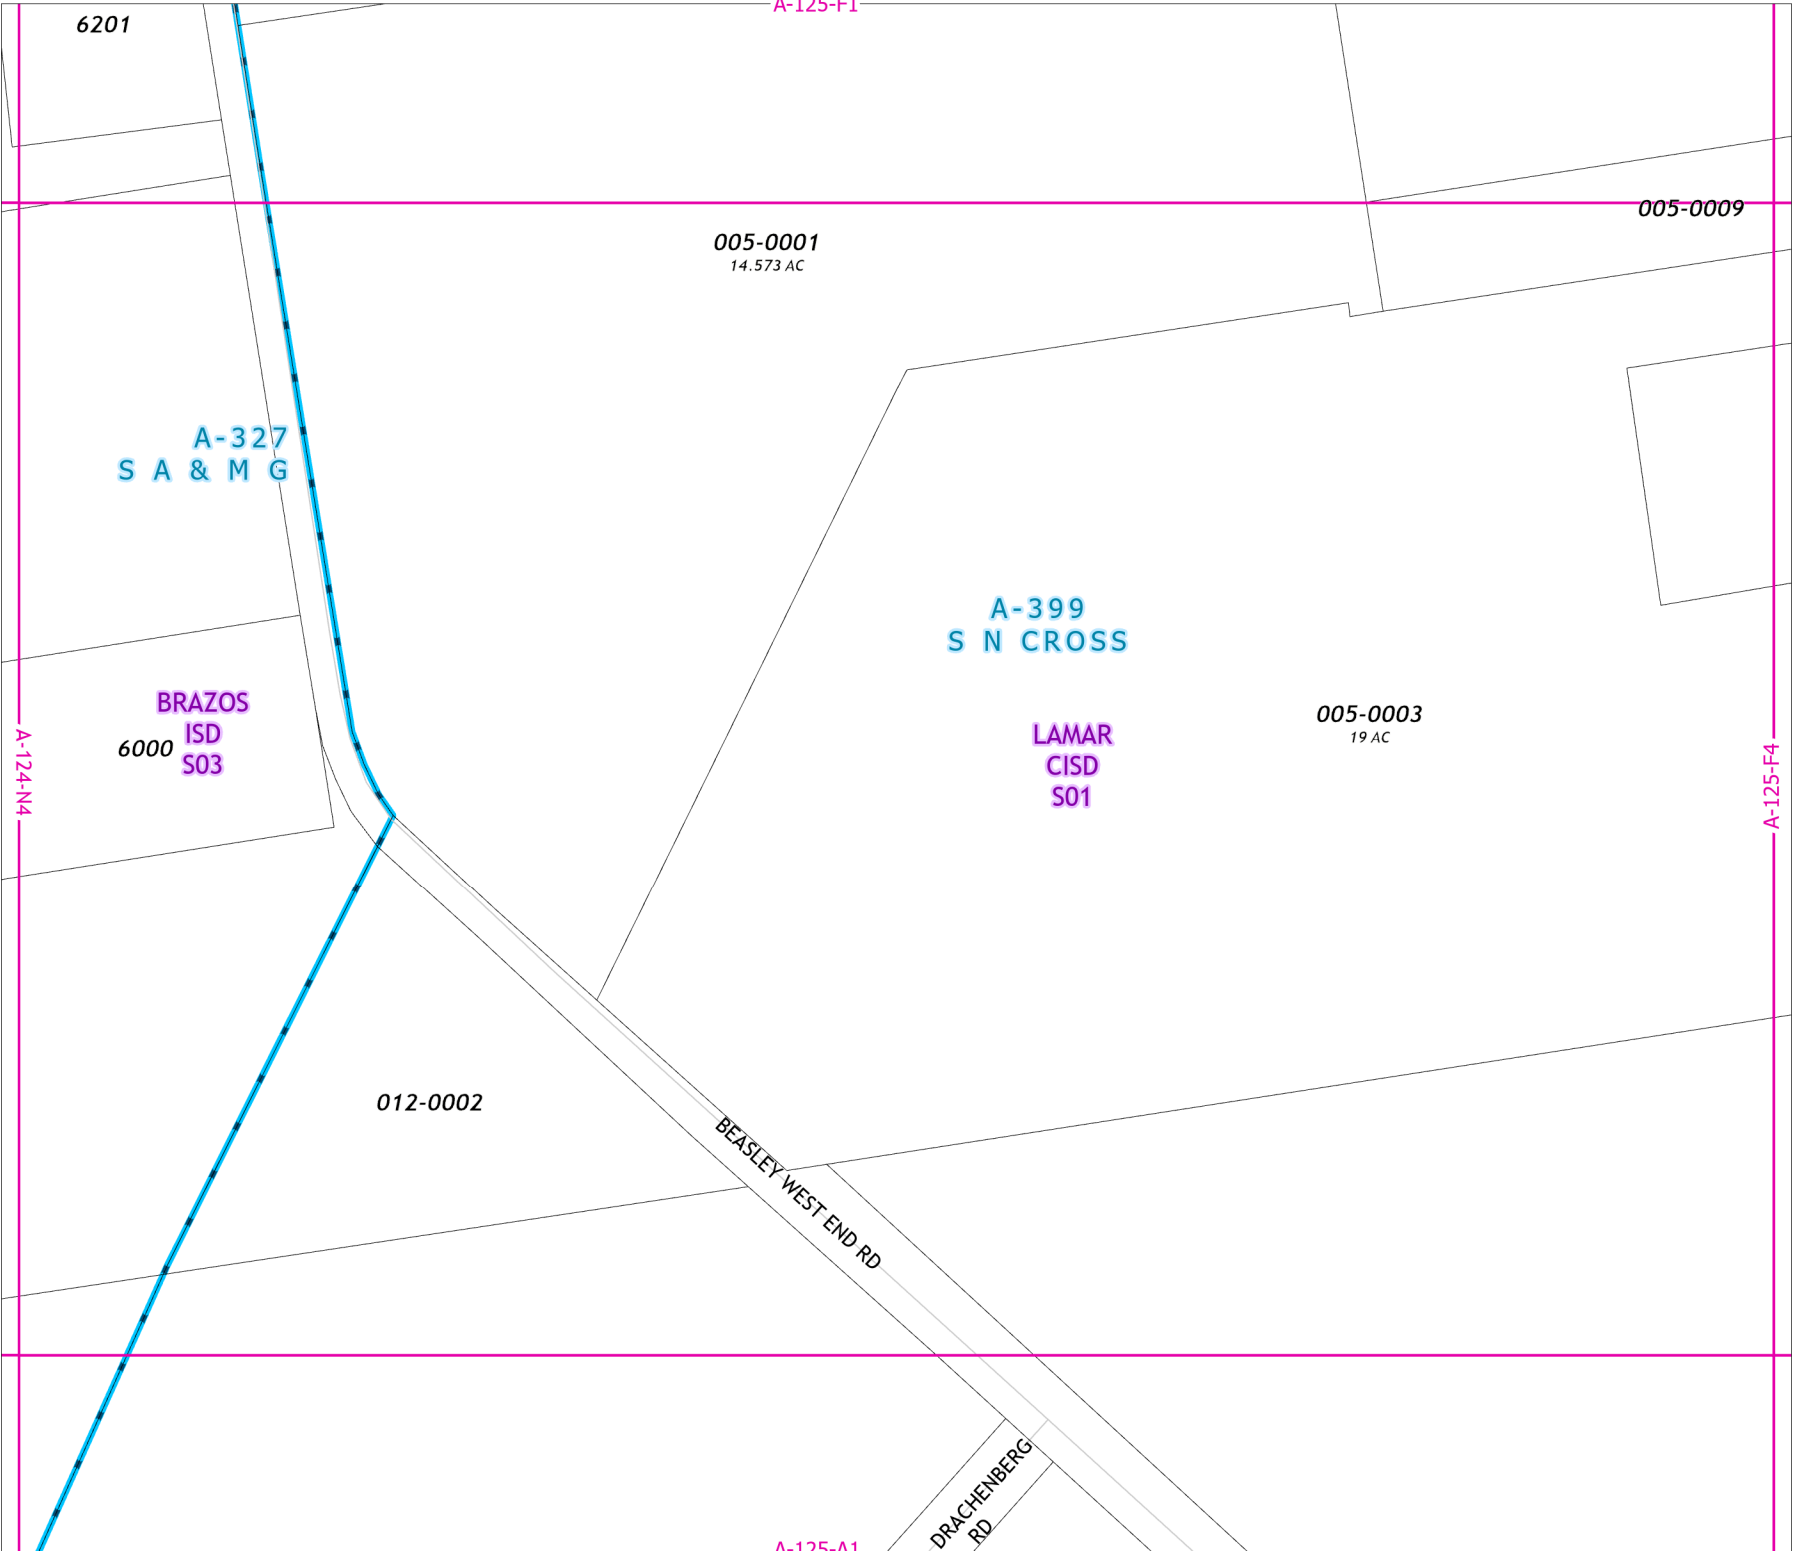 A-125-F1
6201
005-0009
005-0001
14.573 AC
A-327
S A & M G
A-399
S N CROSS
BRAZOS
ISD
S03
6000
LAMAR
CISD
S01
005-0003
19 AC
A-124-N4
A-125-F4
012-0002
BEASLEY WEST END RD
DRACHENBERG
RD
A-125-A1